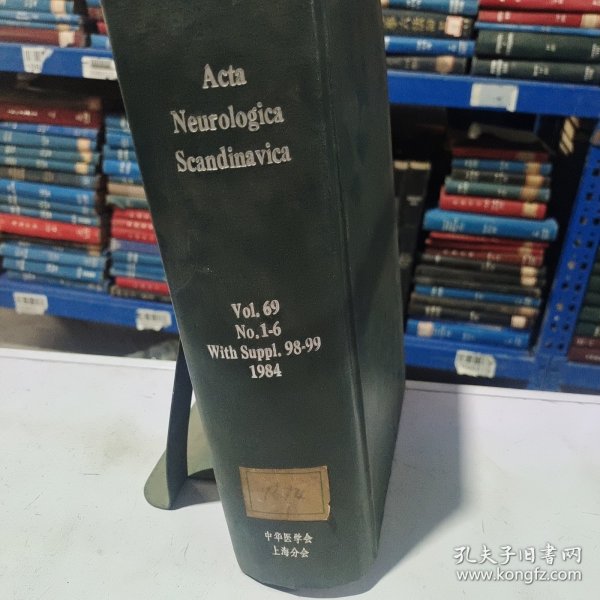 Acta
Neurologica
Scandinavica
Vol. 69
No. 1-6
With Suppl. 98-99
1984
中华医学会
上海分会
孔夫子旧书网
www.kongfz.com